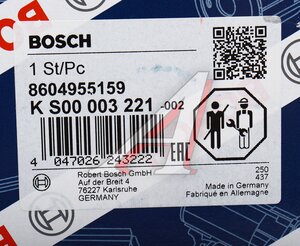 BOSCH
1 St/Pc
8604955159
K S00 003 221 -002
4 047026 243222
EAC
Robert Bosch GmbH
Auf der Breit 4
76227 Karlsruhe
GERMANY
250
437
Made in Germany
Fabriqué en Allemagne